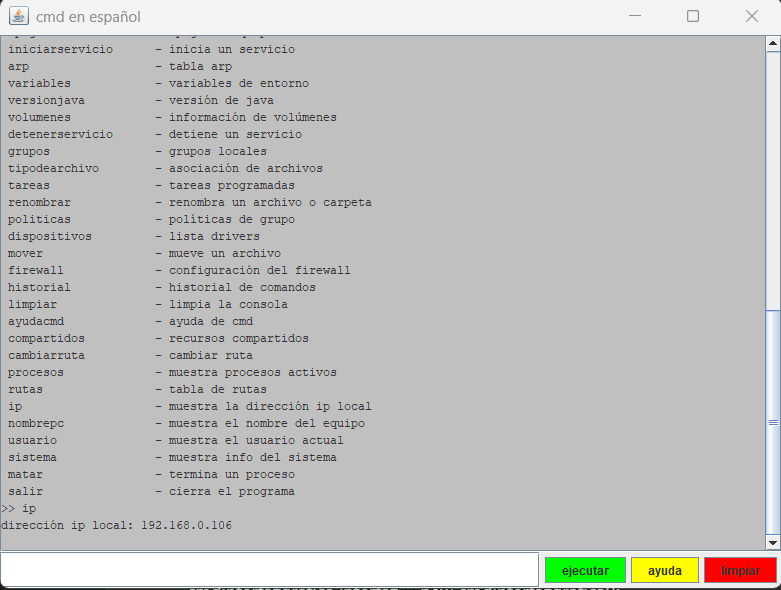 cmd en español
iniciarservicio - inicia un servicio
arp - tabla arp
variables - variables de entorno
versionjava - versión de java
volumenes - información de volúmenes
detenerservicio - detiene un servicio
grupos - grupos locales
tipodearchivo - asociación de archivos
tareas - tareas programadas
renombrar - renombra un archivo o carpeta
politicas - políticas de grupo
dispositivos - lista drivers
mover - mueve un archivo
firewall - configuración del firewall
historial - historial de comandos
limpiar - limpia la consola
ayudacmd - ayuda de cmd
compartidos - recursos compartidos
cambiarruta - cambiar ruta
procesos - muestra procesos activos
rutas - tabla de rutas
ip - muestra la dirección ip local
nombrepc - muestra el nombre del equipo
usuario - muestra el usuario actual
sistema - muestra info del sistema
matar - termina un proceso
salir - cierra el programa
>> ip
dirección ip local: 192.168.0.106
ejecutar ayuda limpiar